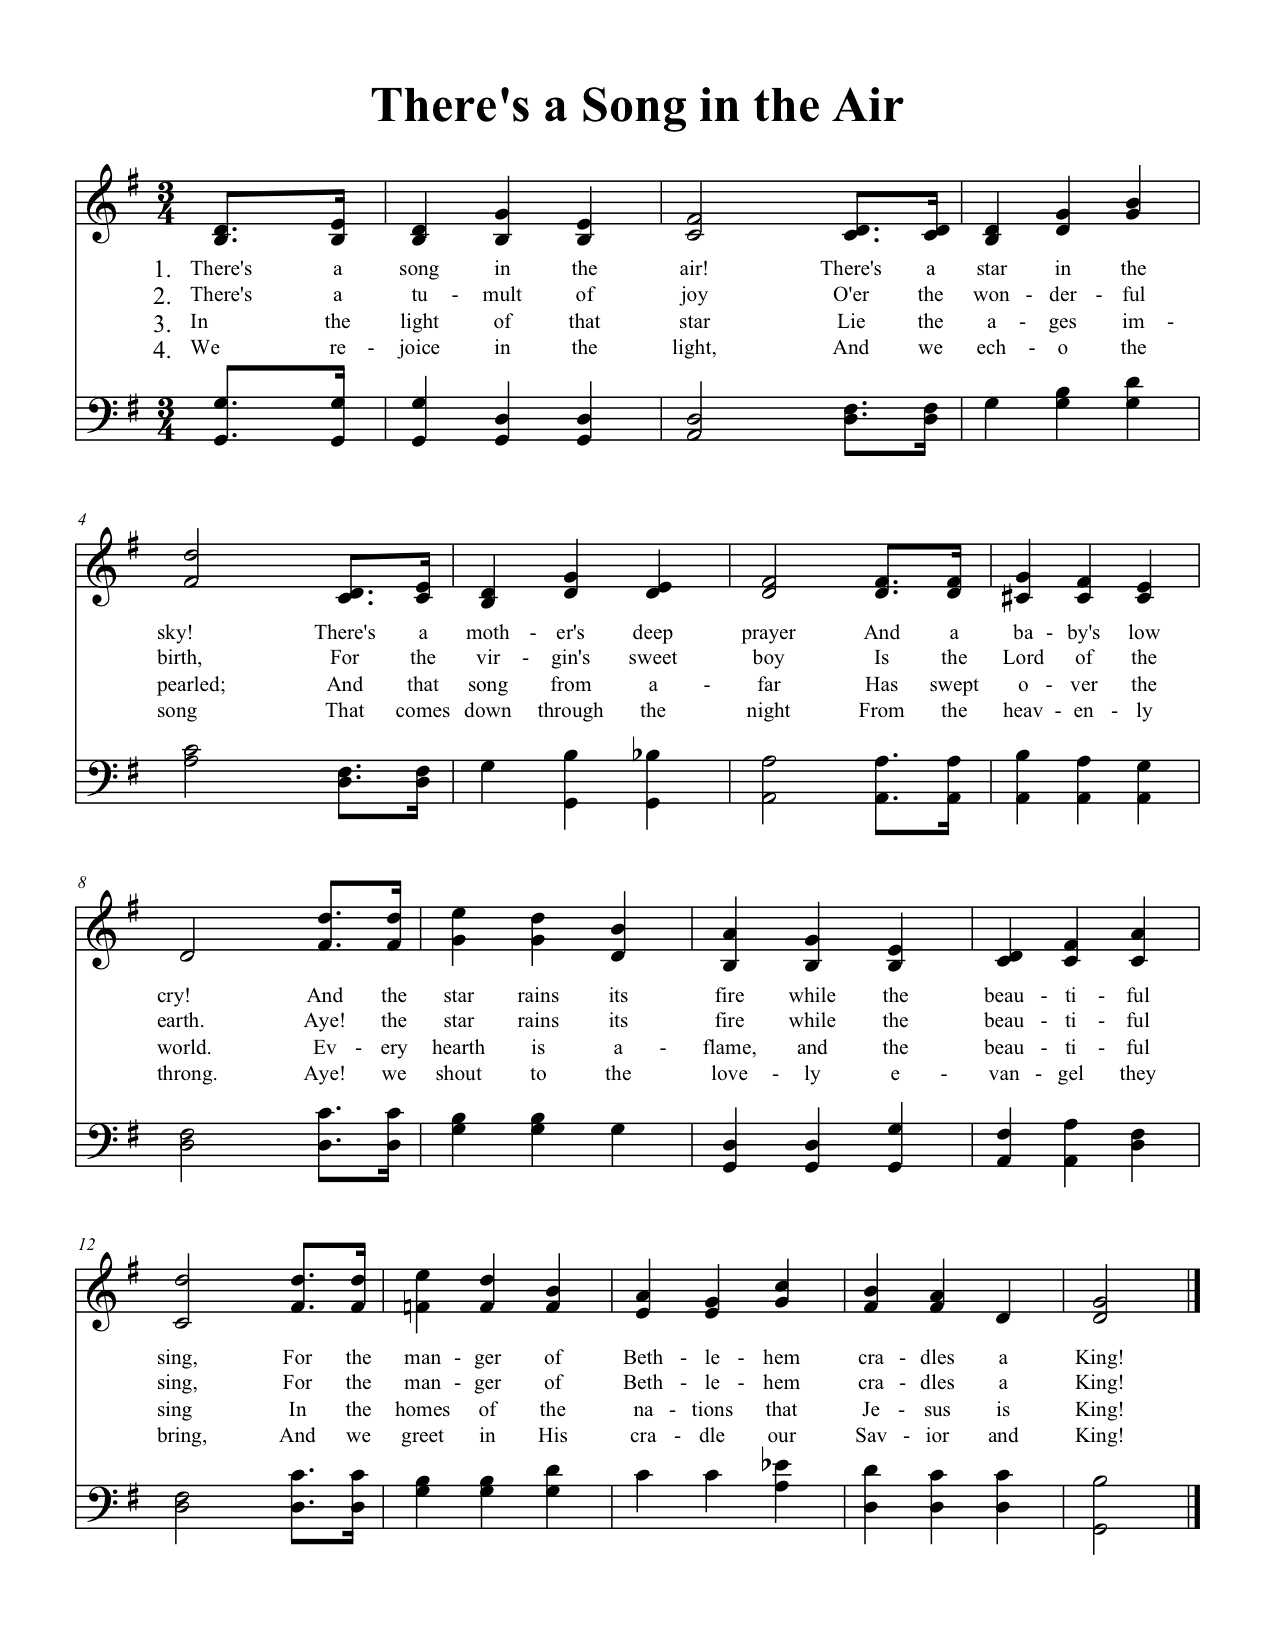 There's a Song in the Air
3
4
1. There's a song in the air! There's a star in the
2. There's a tu - mult of joy O'er the won - der - ful
3. In the light of that star Lie the a - ges im -
4. We re - joice in the light, And we ech - o the
3
4
4
sky! There's a moth - er's deep prayer And a ba - by's low
birth, For the vir - gin's sweet boy Is the Lord of the
pearled; And that song from a - far Has swept o - ver the
song That comes down through the night From the heav - en - ly
8
cry! And the star rains its fire while the beau - ti - ful
earth. Aye! the star rains its fire while the beau - ti - ful
world. Ev - ery hearth is a - flame, and the beau - ti - ful
throng. Aye! we shout to the love - ly e - van - gel they
12
sing, For the man - ger of Beth - le - hem cra - dles a King!
sing, For the man - ger of Beth - le - hem cra - dles a King!
sing In the homes of the na - tions that Je - sus is King!
bring, And we greet in His cra - dle our Sav - ior and King!